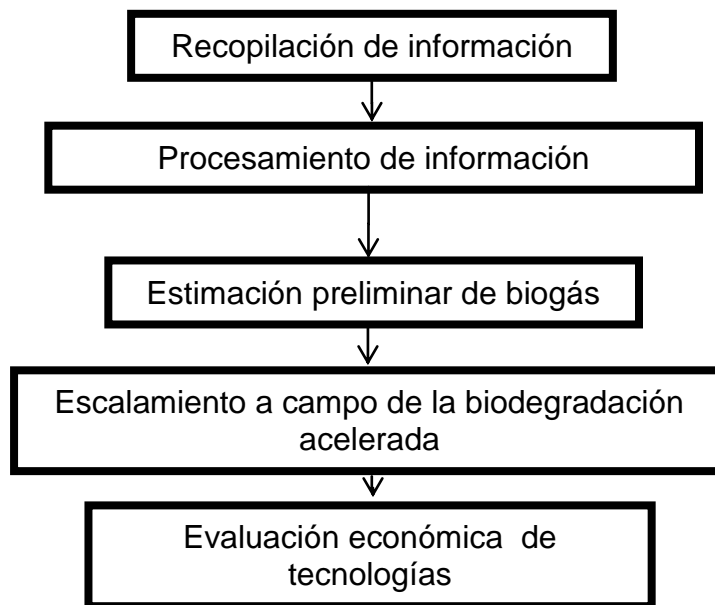 Recopilación de información
Procesamiento de información
Estimación preliminar de biogás
Escalamiento a campo de la biodegradación
acelerada
Evaluación económica de
tecnologías